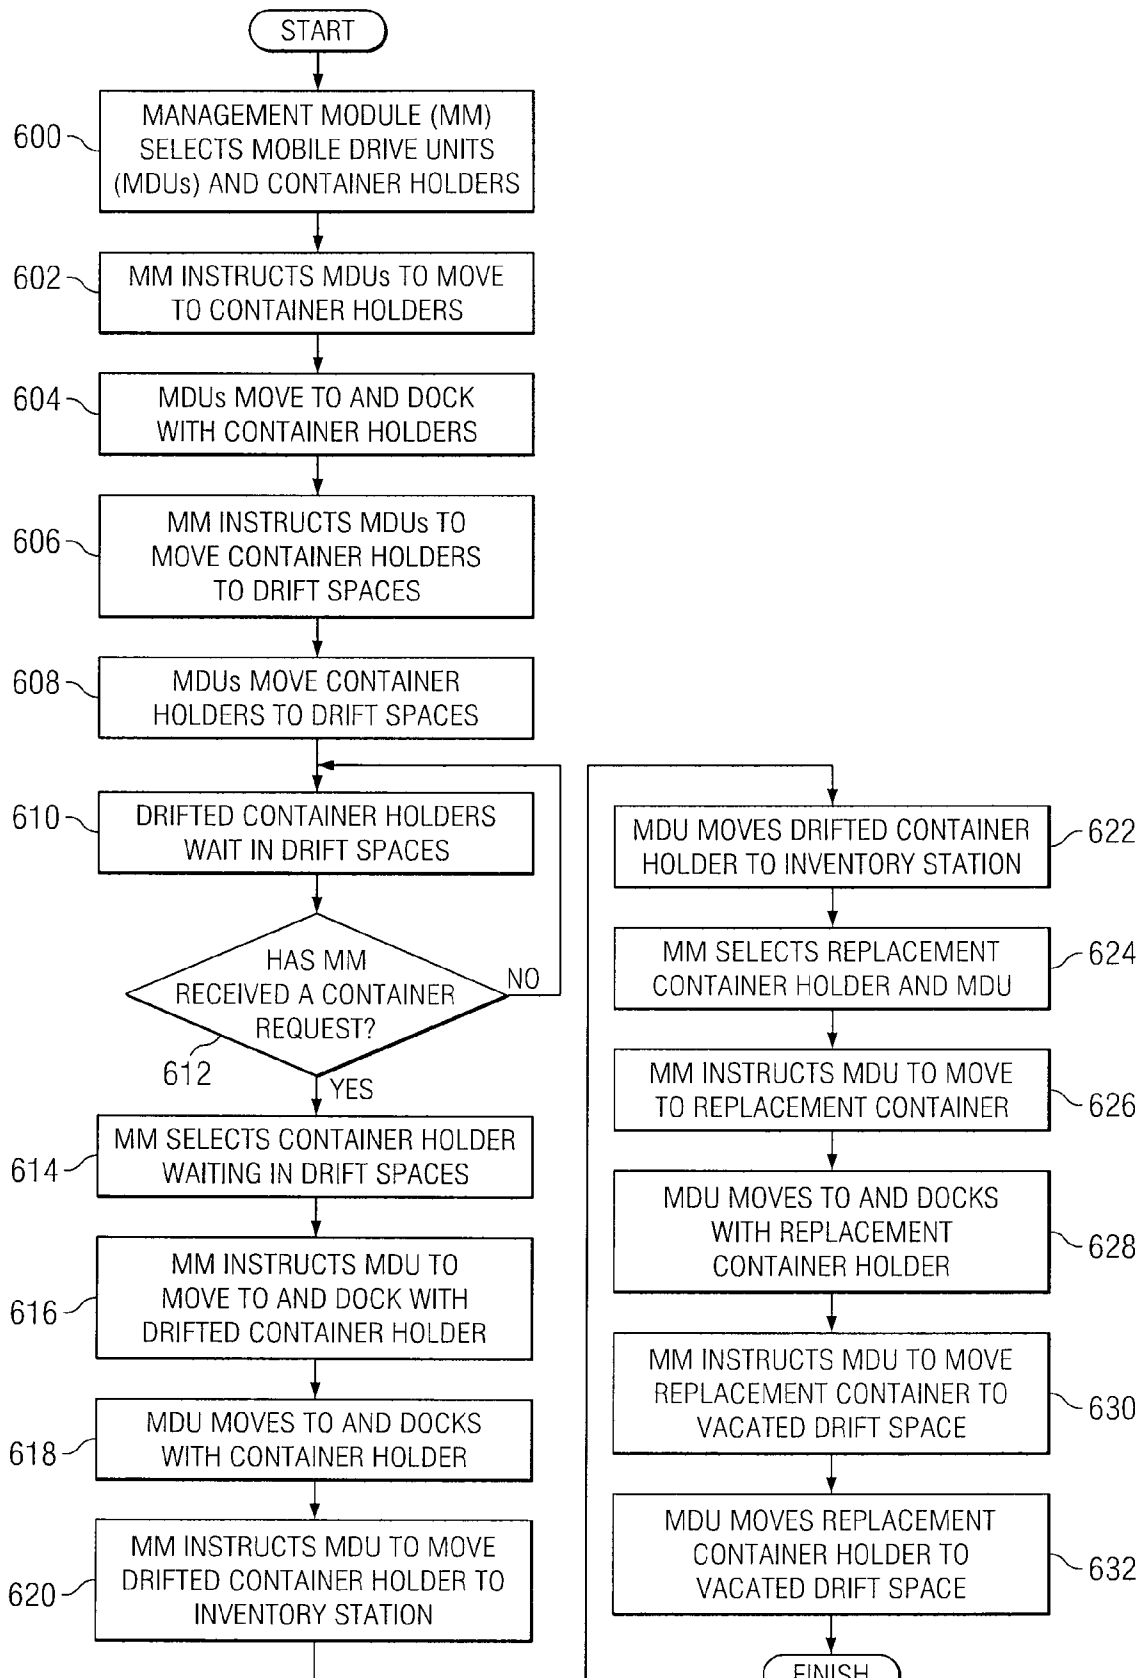 START
600
MANAGEMENT MODULE (MM)
SELECTS MOBILE DRIVE UNITS
(MDUs) AND CONTAINER HOLDERS
602
MM INSTRUCTS MDUs TO MOVE
TO CONTAINER HOLDERS
604
MDUs MOVE TO AND DOCK
WITH CONTAINER HOLDERS
606
MM INSTRUCTS MDUs TO
MOVE CONTAINER HOLDERS
TO DRIFT SPACES
608
MDUs MOVE CONTAINER
HOLDERS TO DRIFT SPACES
610
DRIFTED CONTAINER HOLDERS
WAIT IN DRIFT SPACES
HAS MM
RECEIVED A CONTAINER
REQUEST?
NO
612
YES
614
MM SELECTS CONTAINER HOLDER
WAITING IN DRIFT SPACES
616
MM INSTRUCTS MDU TO
MOVE TO AND DOCK WITH
DRIFTED CONTAINER HOLDER
618
MDU MOVES TO AND DOCKS
WITH CONTAINER HOLDER
620
MM INSTRUCTS MDU TO MOVE
DRIFTED CONTAINER HOLDER TO
INVENTORY STATION
MDU MOVES DRIFTED CONTAINER
HOLDER TO INVENTORY STATION
622
MM SELECTS REPLACEMENT
CONTAINER HOLDER AND MDU
624
MM INSTRUCTS MDU TO MOVE
TO REPLACEMENT CONTAINER
626
MDU MOVES TO AND DOCKS
WITH REPLACEMENT
CONTAINER HOLDER
628
MM INSTRUCTS MDU TO MOVE
REPLACEMENT CONTAINER TO
VACATED DRIFT SPACE
630
MDU MOVES REPLACEMENT
CONTAINER HOLDER TO
VACATED DRIFT SPACE
632
FINISH